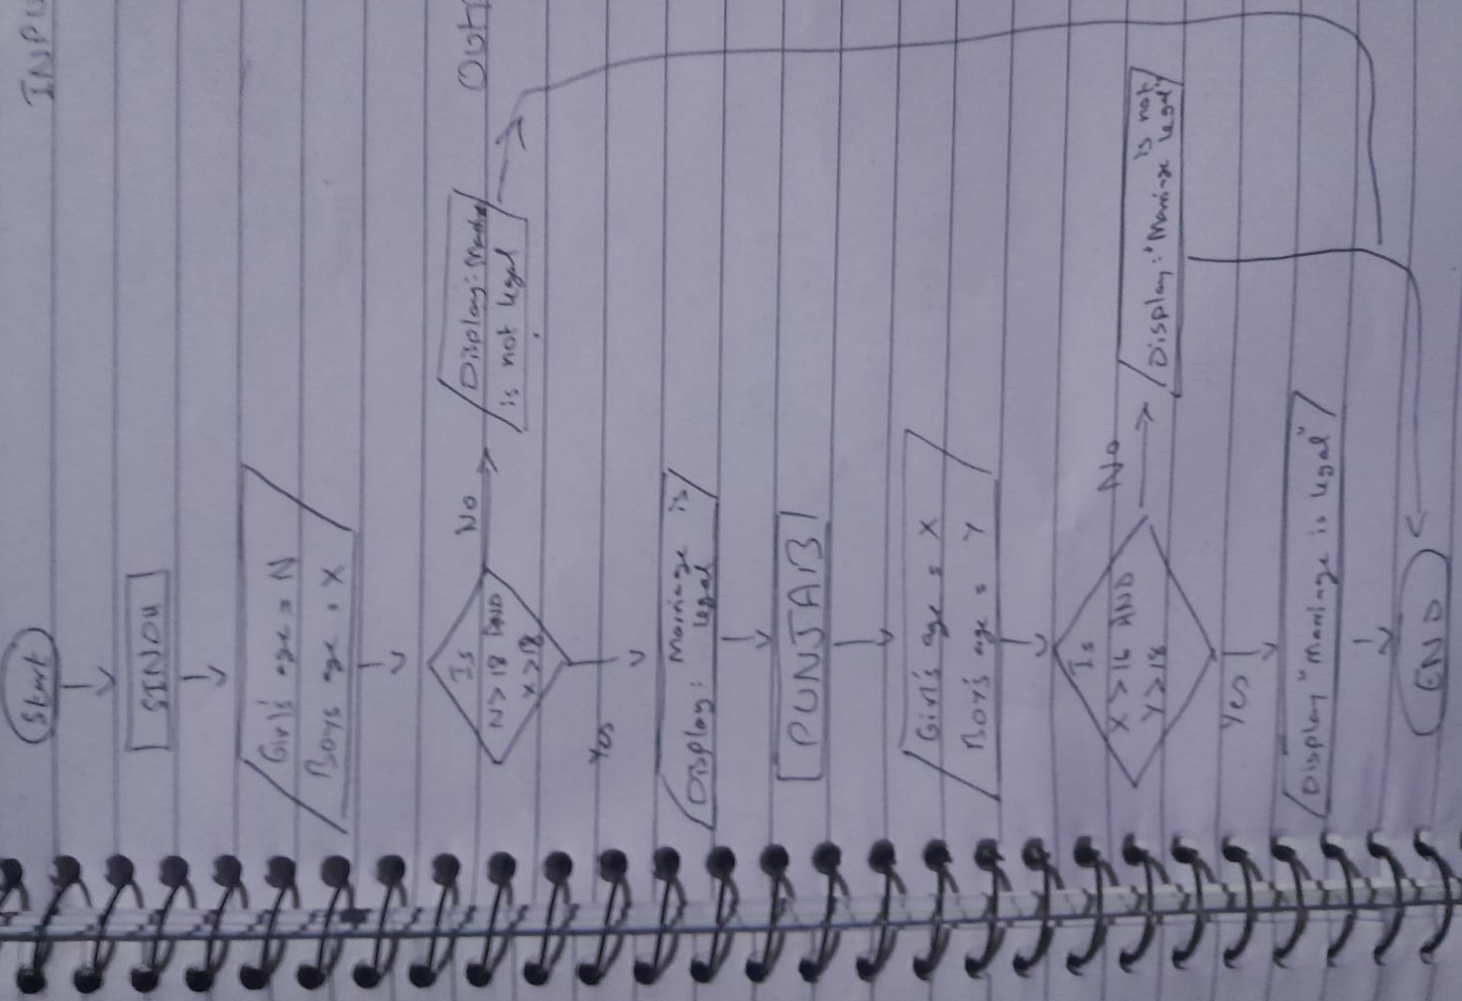 INPU
Out
Start
SINDH
Girl's age = N
Boys age = X
Is
N > 18 AND
X > 18
No
Display:
is not legal
Yes
Display: Marriage is
legal
PUNJAB
Girl's age = X
Boy's age = Y
Is
X > 16 AND
Y > 18
No
Display: "Marriage is not
legal"
Yes
Display "Marriage is legal"
END